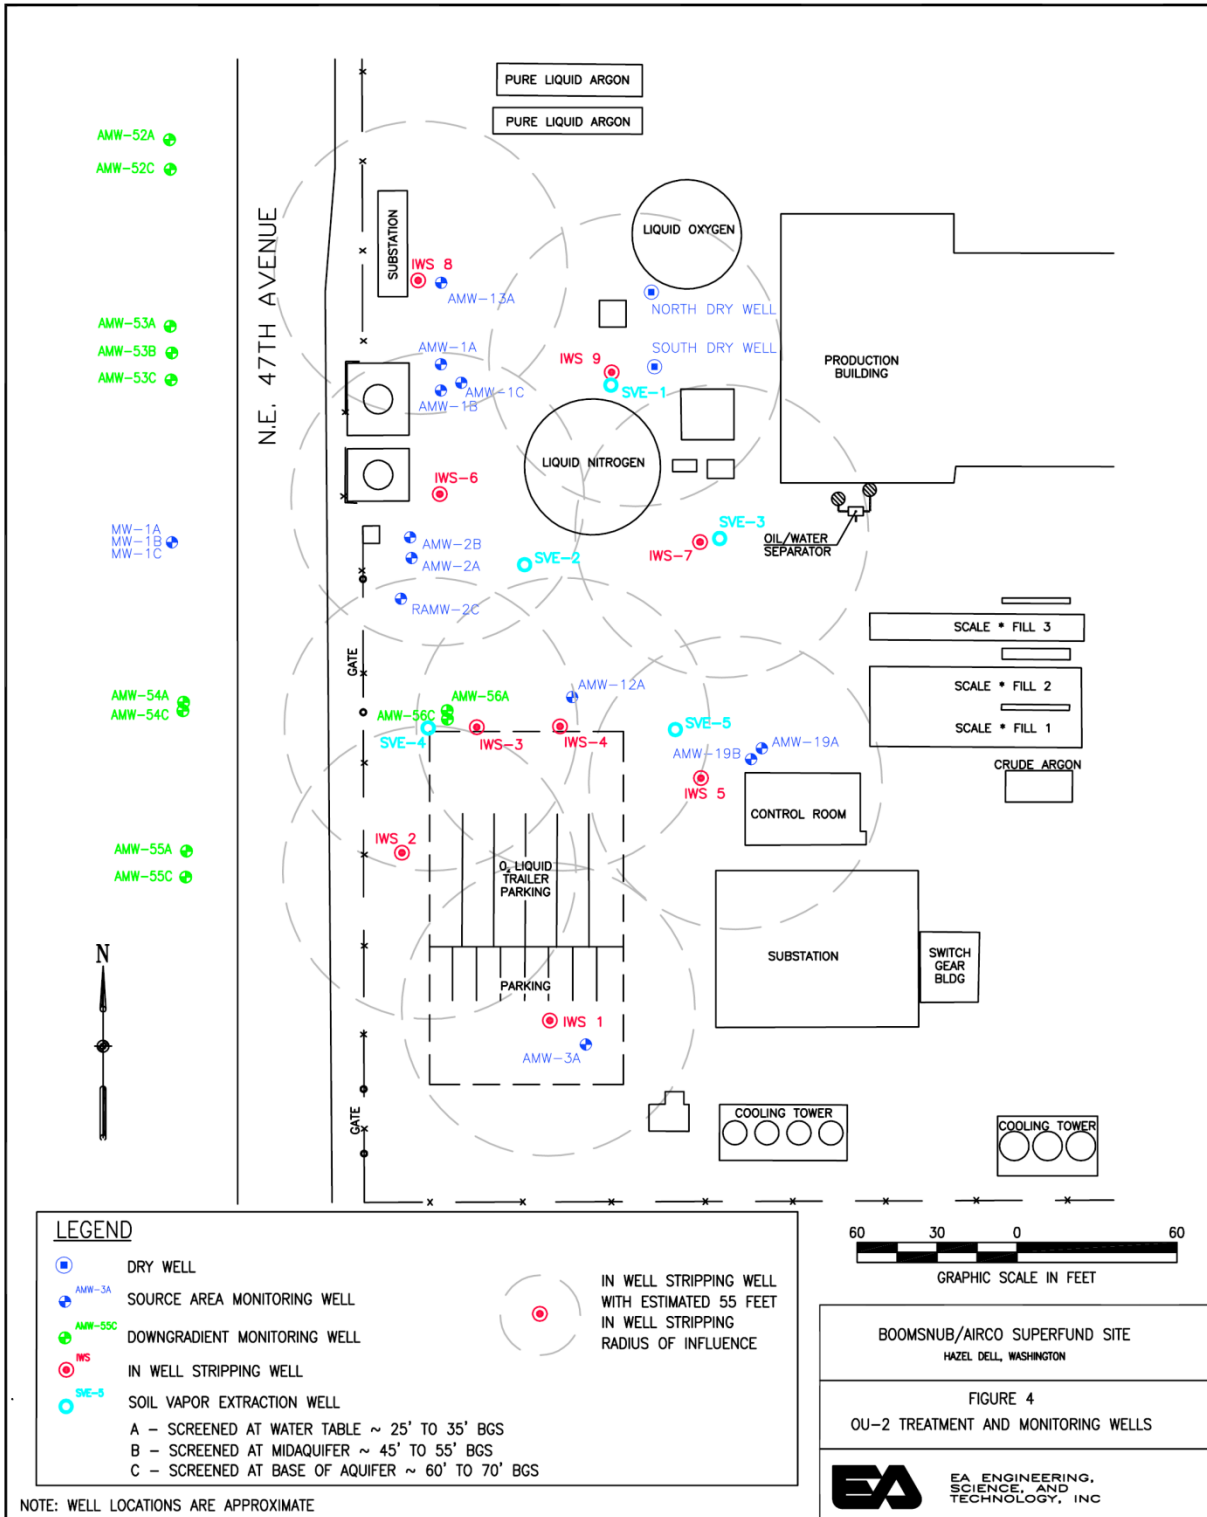 PURE LIQUID ARGON
PURE LIQUID ARGON
AMW-52A
AMW-52C
N.E. 47TH AVENUE
SUBSTATION
LIQUID OXYGEN
IWS 8
AMW-13A
NORTH DRY WELL
AMW-53A
AMW-53B
AMW-53C
AMW-1A
AMW-1C
AMW-1B
IWS 9
SOUTH DRY WELL
SVE-1
PRODUCTION
BUILDING
LIQUID NITROGEN
IWS-6
MW-1A
MW-1B
MW-1C
AMW-2B
AMW-2A
RAMW-2C
SVE-2
SVE-3
IWS-7
OIL/WATER
SEPARATOR
SCALE * FILL 3
SCALE * FILL 2
SCALE * FILL 1
GATE
AMW-54A
AMW-54C
AMW-56A
AMW-56C
AMW-12A
SVE-4
IWS-3
IWS-4
SVE-5
AMW-19A
AMW-19B
IWS 5
CRUDE ARGON
CONTROL ROOM
IWS 2
AMW-55A
AMW-55C
O2 LIQUID
TRAILER
PARKING
SUBSTATION
SWITCH
GEAR
BLDG
N
PARKING
IWS 1
AMW-3A
GATE
COOLING TOWER
COOLING TOWER
LEGEND
DRY WELL
AMW-3A
SOURCE AREA MONITORING WELL
AMW-55C
DOWNGRADIENT MONITORING WELL
IWS
IN WELL STRIPPING WELL
SVE-5
SOIL VAPOR EXTRACTION WELL
A - SCREENED AT WATER TABLE ~ 25' TO 35' BGS
B - SCREENED AT MIDAQUIFER ~ 45' TO 55' BGS
C - SCREENED AT BASE OF AQUIFER ~ 60' TO 70' BGS
IN WELL STRIPPING WELL
WITH ESTIMATED 55 FEET
IN WELL STRIPPING
RADIUS OF INFLUENCE
NOTE: WELL LOCATIONS ARE APPROXIMATE
60 30 0 60
GRAPHIC SCALE IN FEET
BOOMSNUB/AIRCO SUPERFUND SITE
HAZEL DELL, WASHINGTON
FIGURE 4
OU-2 TREATMENT AND MONITORING WELLS
EA
EA ENGINEERING,
SCIENCE, AND
TECHNOLOGY, INC